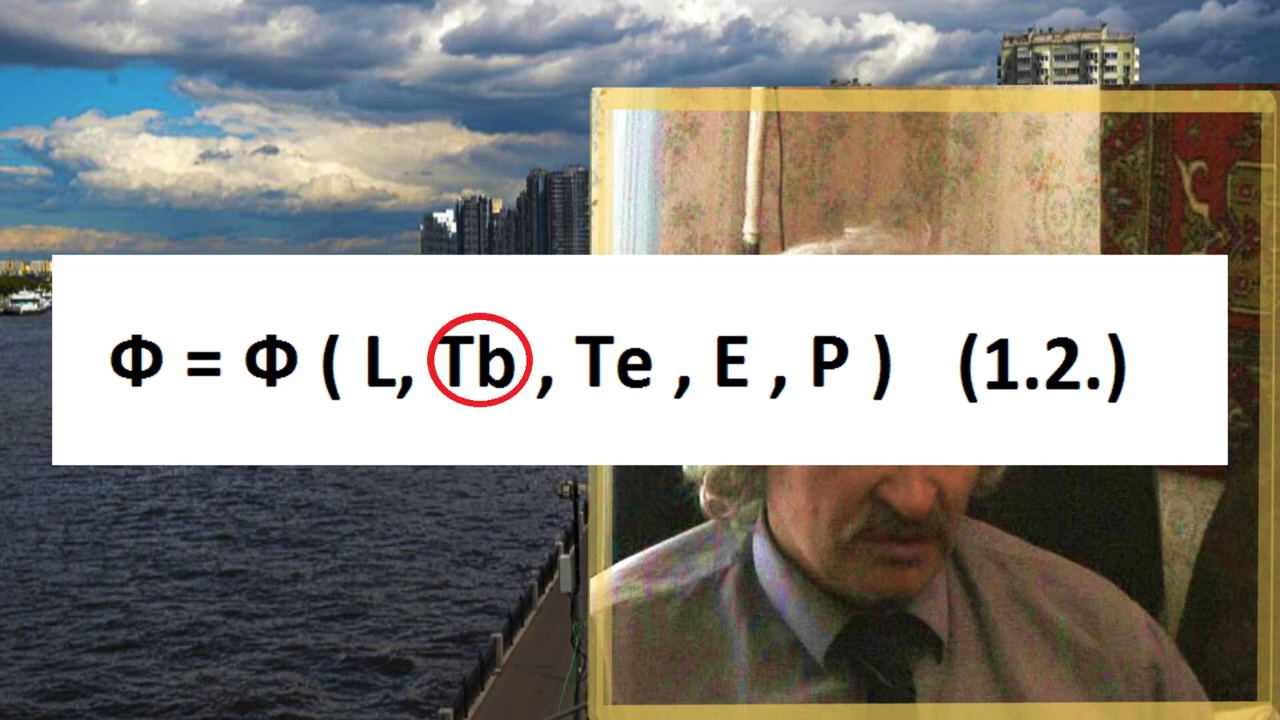 Ф = Ф ( L, Tb , Te , E , P ) (1.2.)